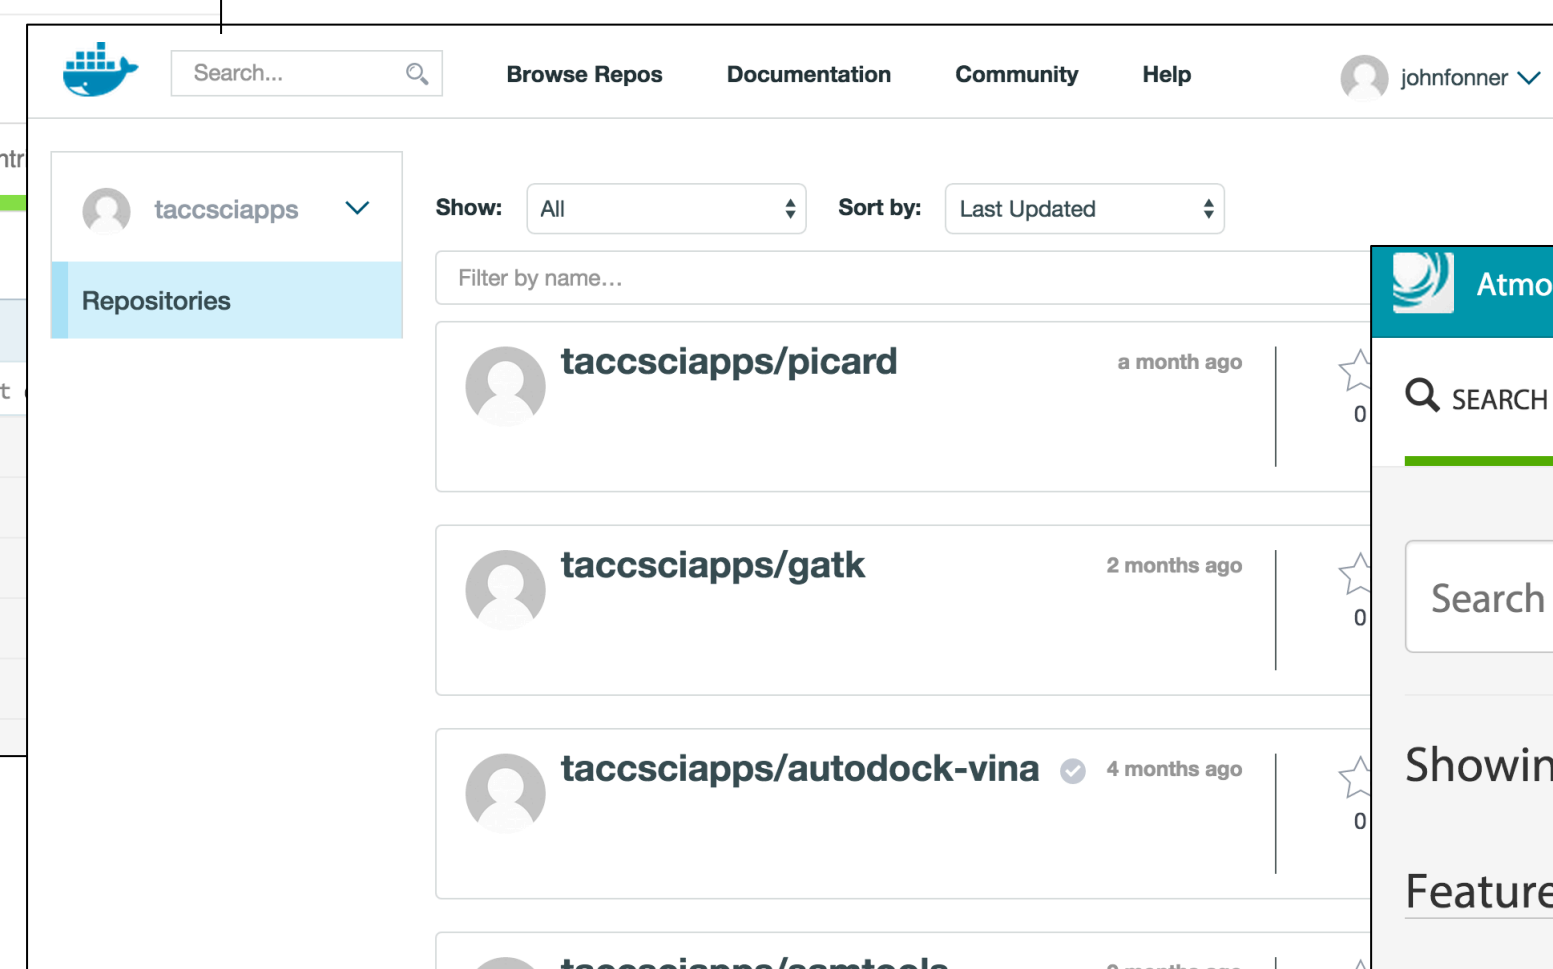 Search...
Browse Repos
Documentation
Community
Help
johnfonner
ntr
taccsciapps
Show:
All
Sort by:
Last Updated
Repositories
Filter by name...
Atmo
t
SEARCH
taccsciapps/picard
a month ago
0
taccsciapps/gatk
2 months ago
0
Search
taccsciapps/autodock-vina
4 months ago
0
Showin
Feature